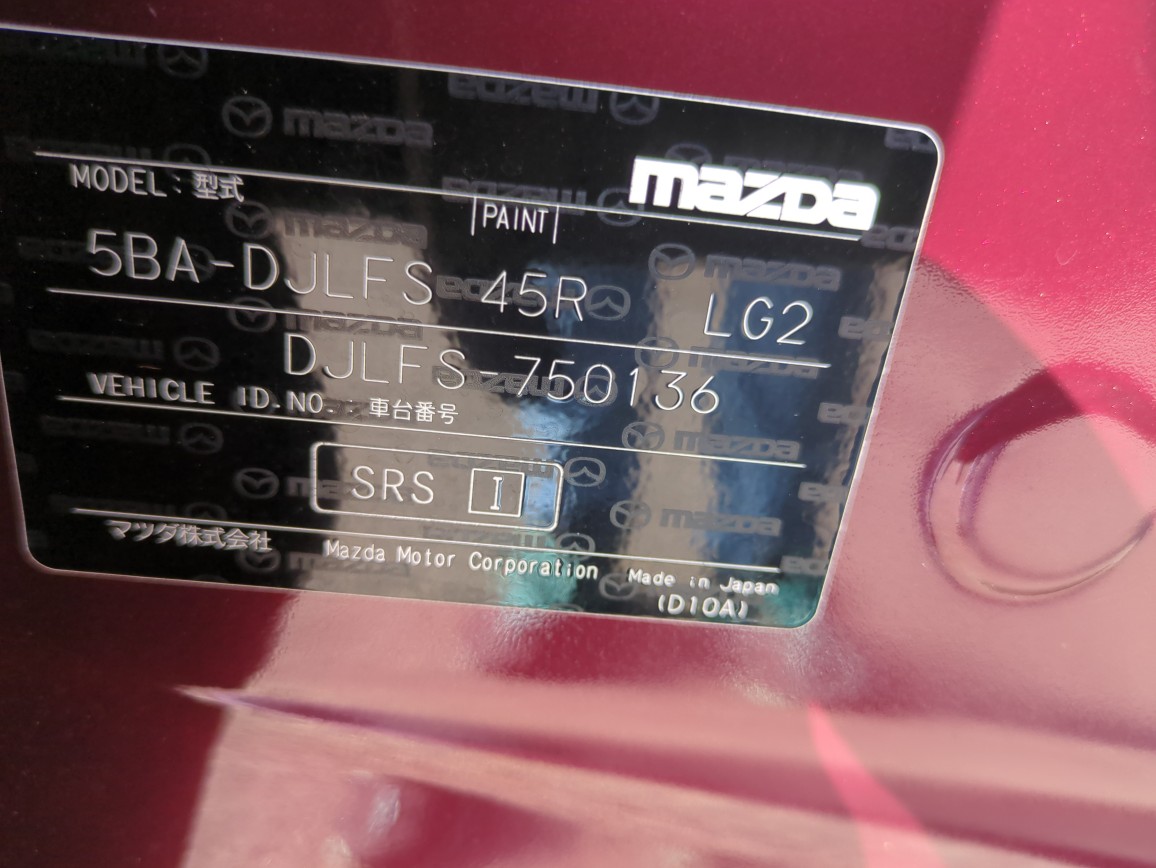 mazda
MODEL : 型式
PAINT
5BA-DJLFS 45R LG2
DJLFS-750136
VEHICLE ID.NO. : 車台番号
SRS I
マツダ株式会社 Mazda Motor Corporation Made in Japan
(D10A)